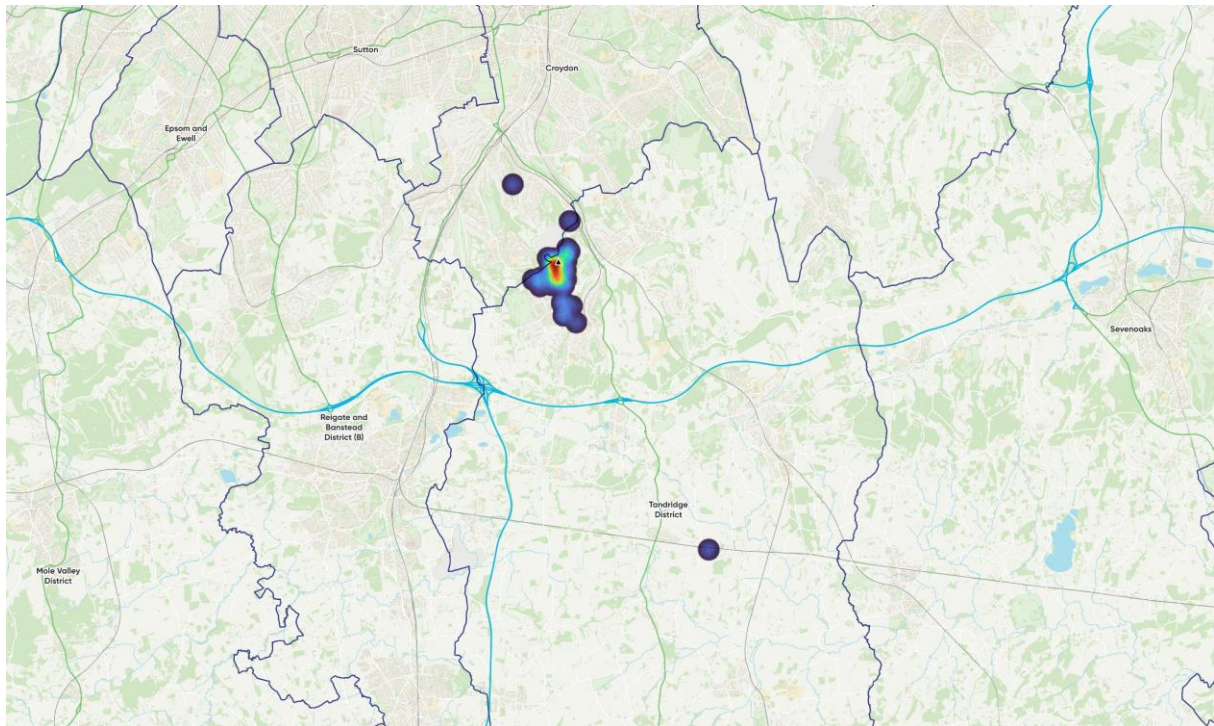 Sutton
Croydon
Epsom and
Ewell
Sevenoaks
Reigate and
Banstead
District (B)
Tandridge
District
Mole Valley
District